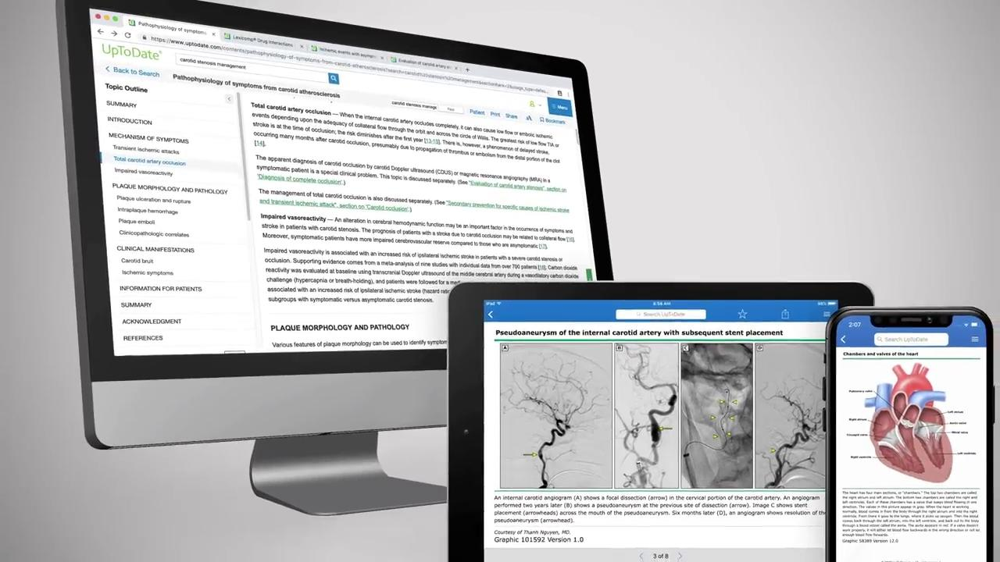 Pathophysiology of symptom
Lexicomp® Drug Interactions
Ischemic events with asymp
Evaluation of carotid artery s
https://www.uptodate.com/contents/pathophysiology-of-symptoms-from-carotid-atherosclerosis?search=carotid%20stenosis%20management&sectionRank=
UpToDate®
carotid stenosis management
Menu
Back to Search
Pathophysiology of symptoms from carotid atherosclerosis
carotid stenosis manag
Find
Patient
Print
Share
Bookmark
Topic Outline
SUMMARY
INTRODUCTION
MECHANISM OF SYMPTOMS
Transient ischemic attacks
Total carotid artery occlusion
Impaired vasoreactivity
PLAQUE MORPHOLOGY AND PATHOLOGY
Plaque ulceration and rupture
Intraplaque hemorrhage
Plaque emboli
Clinicopathologic correlates
CLINICAL MANIFESTATIONS
Carotid bruit
Ischemic symptoms
INFORMATION FOR PATIENTS
SUMMARY
ACKNOWLEDGMENT
REFERENCES
Total carotid artery occlusion — When the internal carotid artery occludes completely, it can also cause low flow or embolic ischemic
events depending upon the adequacy of collateral flow through the orbit and across the circle of Willis. The greatest risk of low flow TIA or
stroke is at the time of occlusion; the risk diminishes after the first year [13-15]. There is, however, a phenomenon of delayed stroke,
occurring many months after carotid occlusion, presumably due to propagation of thrombus or embolism from the distal portion of the clot
[14].
The apparent diagnosis of carotid occlusion by carotid Doppler ultrasound (CDUS) or magnetic resonance angiography (MRA) in a
symptomatic patient is a special clinical problem. This topic is discussed separately. (See "Evaluation of carotid artery stenosis", section on
'Diagnosis of complete occlusion'.)
The management of total carotid occlusion is also discussed separately. (See "Secondary prevention for specific causes of ischemic stroke
and transient ischemic attack", section on 'Carotid occlusion'.)
Impaired vasoreactivity — An alteration in cerebral hemodynamic function may be an important factor in the occurrence of symptoms and
stroke in patients with carotid stenosis. The prognosis of patients with a stroke due to carotid occlusion may be related to collateral flow [16].
Moreover, symptomatic patients have more impaired cerebrovascular reserve compared to those who are asymptomatic [17].
Impaired vasoreactivity is associated with an increased risk of ipsilateral ischemic stroke in patients with a severe carotid stenosis or
occlusion. Supporting evidence comes from a meta-analysis of nine studies with individual data from over 700 patients [18]. Carbon dioxide
reactivity was evaluated at baseline using transcranial Doppler ultrasound of the middle cerebral artery during a vasodilatory carbon dioxide
challenge (hypercapnia or breath-holding), and patients were followed for a
associated with an increased risk of ipsilateral ischemic stroke (hazard
subgroups with symptomatic versus asymptomatic carotid stenosis.
PLAQUE MORPHOLOGY AND PATHOLOGY
Various features of plaque morphology can be used to identify
iPad
8:56 AM
98%
Search UpToDate
Pseudoaneurysm of the internal carotid artery with subsequent stent placement
A
B
C
D
An internal carotid angiogram (A) shows a focal dissection (arrow) in the cervical portion of the carotid artery. An angiogram
performed two years later (B) shows a pseudoaneurysm at the previous site of dissection (arrow). Image C shows stent
placement (arrowheads) across the mouth of the pseudoaneurysm. Six months later (D), an angiogram shows resolution of the
pseudoaneurysm (arrowhead).
Courtesy of Thanh Nguyen, MD.
Graphic 101592 Version 1.0
3 of 8
2:07
Search UpToDate
Chambers and valves of the heart
Pulmonary valve
Right atrium
Tricuspid valve
Right ventricle
Left atrium
Aortic valve
Mitral valve
Left ventricle
The heart has four main sections, or "chambers." The top two chambers are called
the right atrium and left atrium. The bottom two chambers are called the right and
left ventricles. Each of these chambers has a valve that keeps blood flowing in one
direction. The valves in this picture appear in gray. When the heart is working
normally, blood comes in from the body through the right atrium and into the right
ventricle. From there it goes to the lungs, where it picks up oxygen. Then the blood
comes back through the left atrium, into the left ventricle, and back out to the body
through a blood vessel called the aorta. The aorta appears in red. If a valve doesn't
work properly, it will either let blood flow backwards in the wrong direction or not let
enough blood flow forwards.
Graphic 58389 Version 12.0